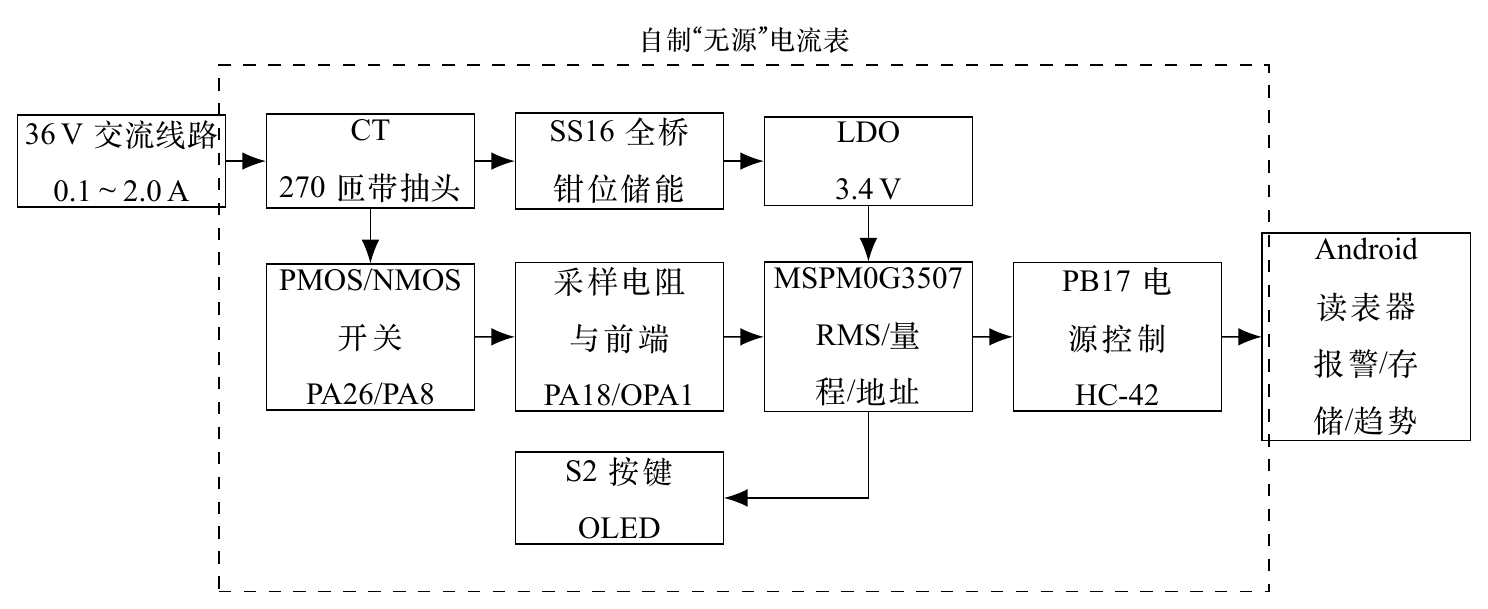 自制“无源”电流表
36 V 交流线路
0.1 ~ 2.0 A
CT
270 匝带抽头
SS16 全桥
钳位储能
LDO
3.4 V
PMOS/NMOS
开关
PA26/PA8
采样电阻
与前端
PA18/OPA1
MSPM0G3507
RMS/量
程/地址
PB17 电
源控制
HC-42
Android
读表器
报警/存
储/趋势
S2 按键
OLED